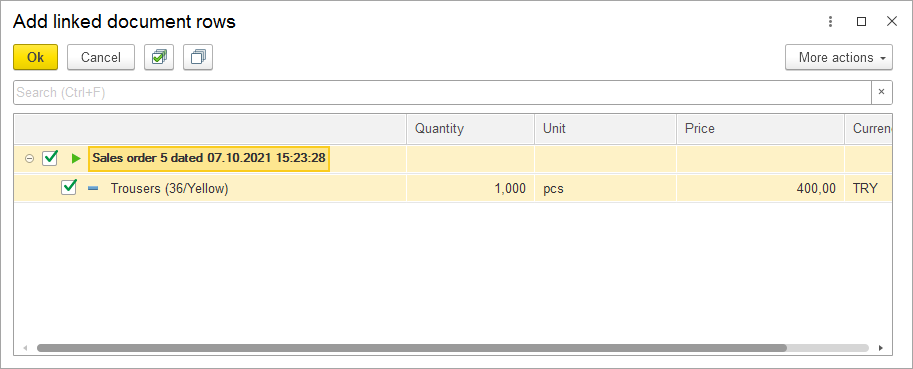 Add linked document rows
Ok Cancel More actions
Search (Ctrl+F) ×
Quantity Unit Price Curren
Sales order 5 dated 07.10.2021 15:23:28
Trousers (36/Yellow) 1,000 pcs 400,00 TRY